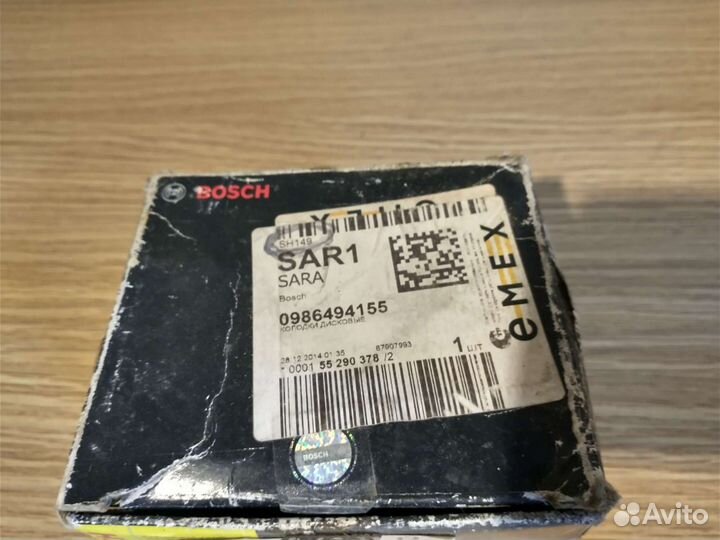 BOSCH
SH149
SAR1
SARA
Bosch
0986494155
КОЛОДКИ ДИСКОВЫЕ
28.12.2014 01:35 67907993
1 ШТ
* 0001 55 290 378 /2
eMEX
BOSCH
Avito